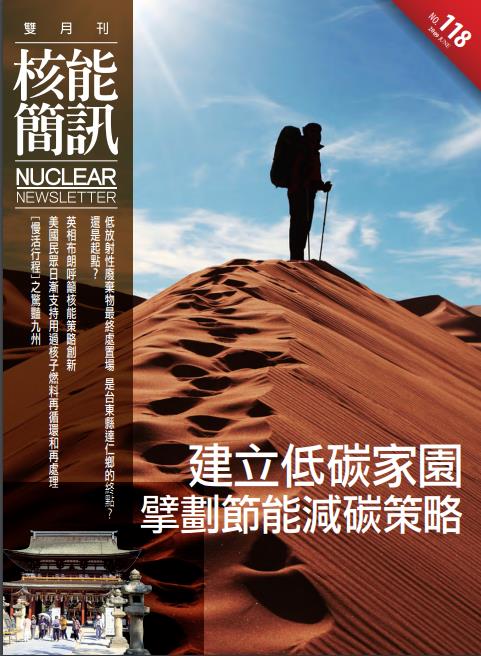 雙月刊
核能
簡訊
NUCLEAR
NEWSLETTER
NO. 118
2009 JUNE
低放射性廢棄物最終處置場 是台東縣達仁鄉的終點?
還是起點?
英相布朗呼籲核能策略創新
美國民眾日漸支持用過核子燃料再循環和再處理
[慢活行程]之驚豔九州
建立低碳家園
擘劃節能減碳策略